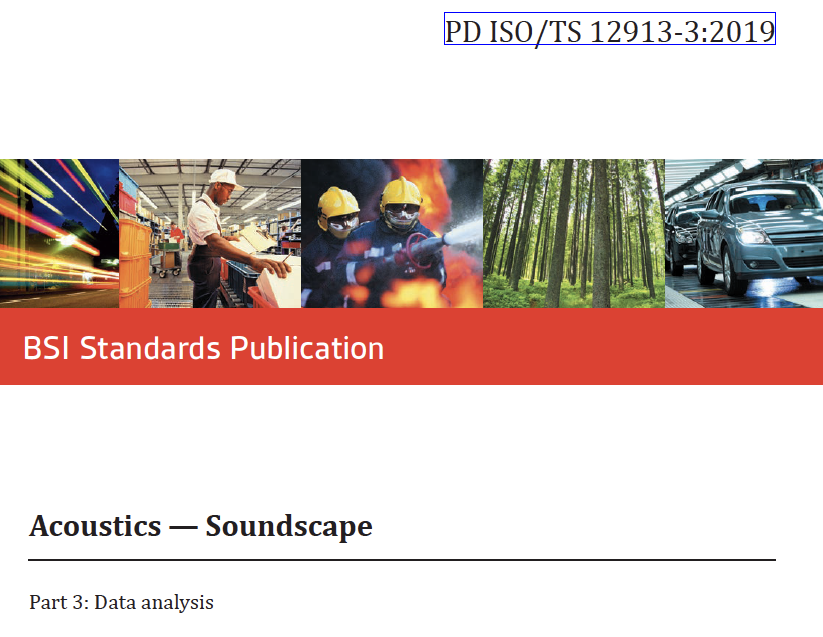 PD ISO/TS 12913-3:2019
BSI Standards Publication
Acoustics — Soundscape
Part 3: Data analysis